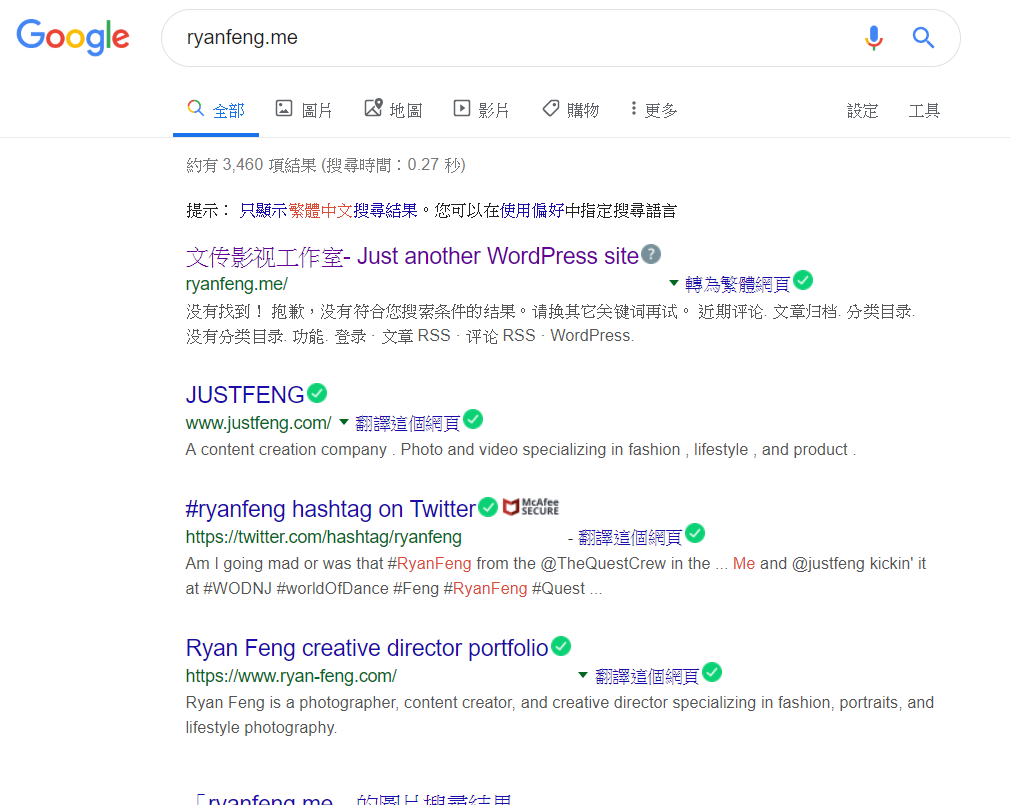 Google
ryanfeng.me
全部 圖片 地圖 影片 購物 更多 設定 工具
約有 3,460 項結果 (搜尋時間：0.27 秒)
提示： 只顯示繁體中文搜尋結果。您可以在使用偏好中指定搜尋語言
文传影视工作室- Just another WordPress site
ryanfeng.me/ 轉為繁體網頁
没有找到！ 抱歉，没有符合您搜索条件的结果。请换其它关键词再试。 近期评论. 文章归档. 分类目录.
没有分类目录. 功能. 登录 · 文章 RSS · 评论 RSS · WordPress.
JUSTFENG
www.justfeng.com/ 翻譯這個網頁
A content creation company . Photo and video specializing in fashion , lifestyle , and product .
#ryanfeng hashtag on Twitter McAfee SECURE
https://twitter.com/hashtag/ryanfeng - 翻譯這個網頁
Am I going mad or was that #RyanFeng from the @TheQuestCrew in the ... Me and @justfeng kickin' it
at #WODNJ #worldOfDance #Feng #RyanFeng #Quest ...
Ryan Feng creative director portfolio
https://www.ryan-feng.com/ 翻譯這個網頁
Ryan Feng is a photographer, content creator, and creative director specializing in fashion, portraits, and
lifestyle photography.
「ryanfeng.me」的圖片搜尋結果